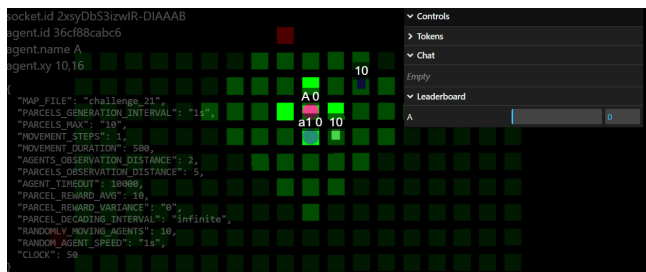 socket.id 2xsyDbS3izwIR-DIAAAB
agent.id 36cf88cabc6
agent.name A
agent.xy 10,16
{
"MAP_FILE": "challenge_21",
"PARCELS_GENERATION_INTERVAL": "1s",
"PARCELS_MAX": "10",
"MOVEMENT_STEPS": 1,
"MOVEMENT_DURATION": 500,
"AGENTS_OBSERVATION_DISTANCE": 2,
"PARCELS_OBSERVATION_DISTANCE": 5,
"AGENT_TIMEOUT": 10000,
"PARCEL_REWARD_AVG": 10,
"PARCEL_REWARD_VARIANCE": "0",
"PARCEL_DECADING_INTERVAL": "infinite",
"RANDOMLY_MOVING_AGENTS": 10,
"RANDOM_AGENT_SPEED": "1s",
"CLOCK": 50
}
10
A 0
a1 0 10
Controls
Tokens
Chat
Empty
Leaderboard
A 0